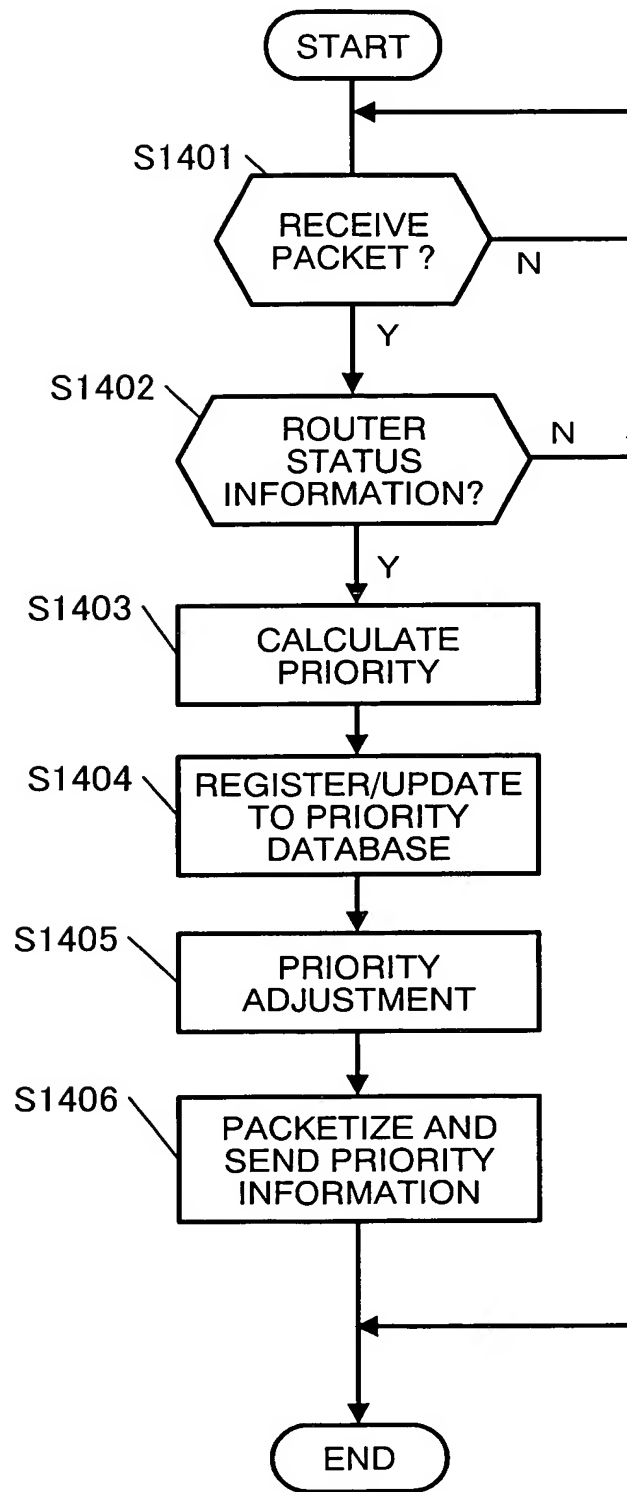 START
S1401
RECEIVE
PACKET ?
N
Y
S1402
ROUTER
STATUS
INFORMATION?
N
Y
S1403
CALCULATE
PRIORITY
S1404
REGISTER/UPDATE
TO PRIORITY
DATABASE
S1405
PRIORITY
ADJUSTMENT
S1406
PACKETIZE AND
SEND PRIORITY
INFORMATION
END